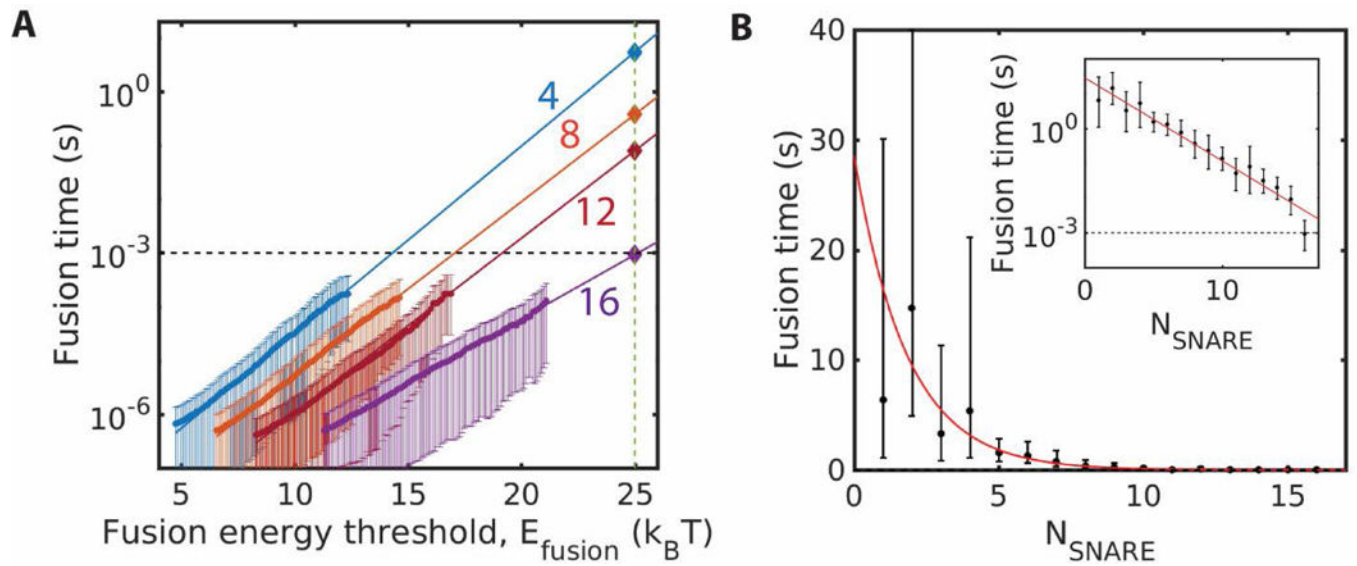 A
Fusion time (s)
10^0
10^-3
10^-6
4
8
12
16
5 10 15 20 25
Fusion energy threshold, E_fusion (k_BT)
B
Fusion time (s)
40
30
20
10
0
0 5 10 15
N_SNARE
Fusion time (s)
10^0
10^-3
0 10
N_SNARE